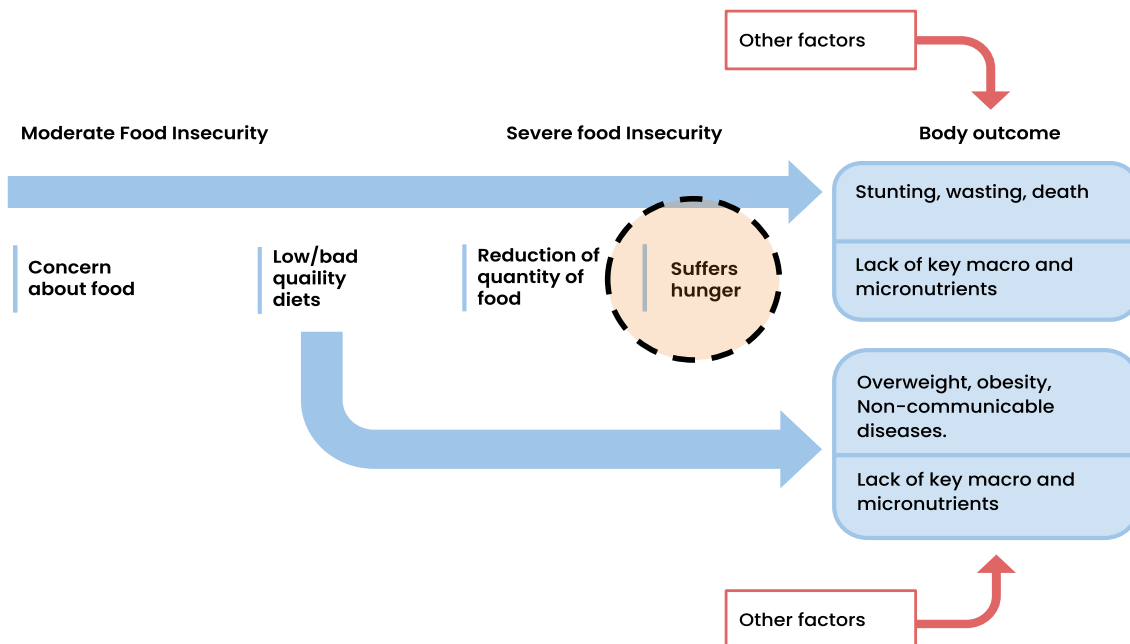 Other factors
Moderate Food Insecurity
Severe food Insecurity
Body outcome
Stunting, wasting, death
Lack of key macro and
micronutrients
Concern
about food
Low/bad
quaility
diets
Reduction of
quantity of
food
Suffers
hunger
Overweight, obesity,
Non-communicable
diseases.
Lack of key macro and
micronutrients
Other factors